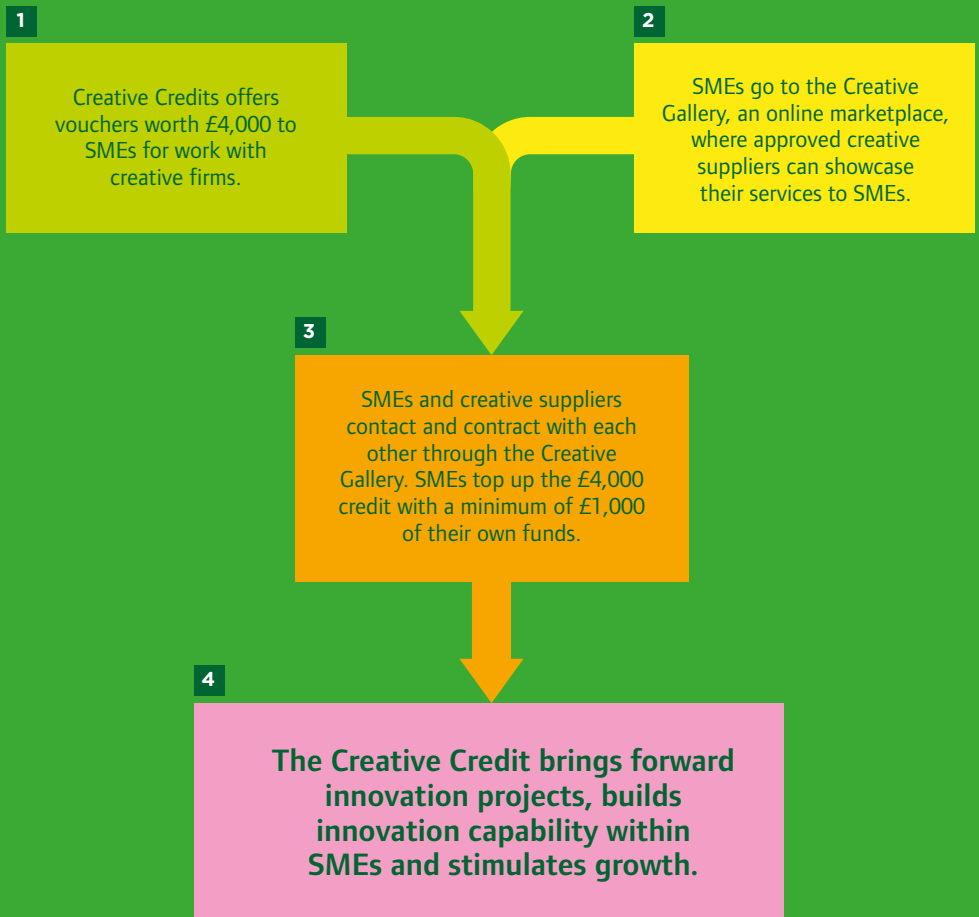 1
Creative Credits offers
vouchers worth £4,000 to
SMEs for work with
creative firms.
2
SMEs go to the Creative
Gallery, an online marketplace,
where approved creative
suppliers can showcase
their services to SMEs.
3
SMEs and creative suppliers
contact and contract with each
other through the Creative
Gallery. SMEs top up the £4,000
credit with a minimum of £1,000
of their own funds.
4
The Creative Credit brings forward
innovation projects, builds
innovation capability within
SMEs and stimulates growth.